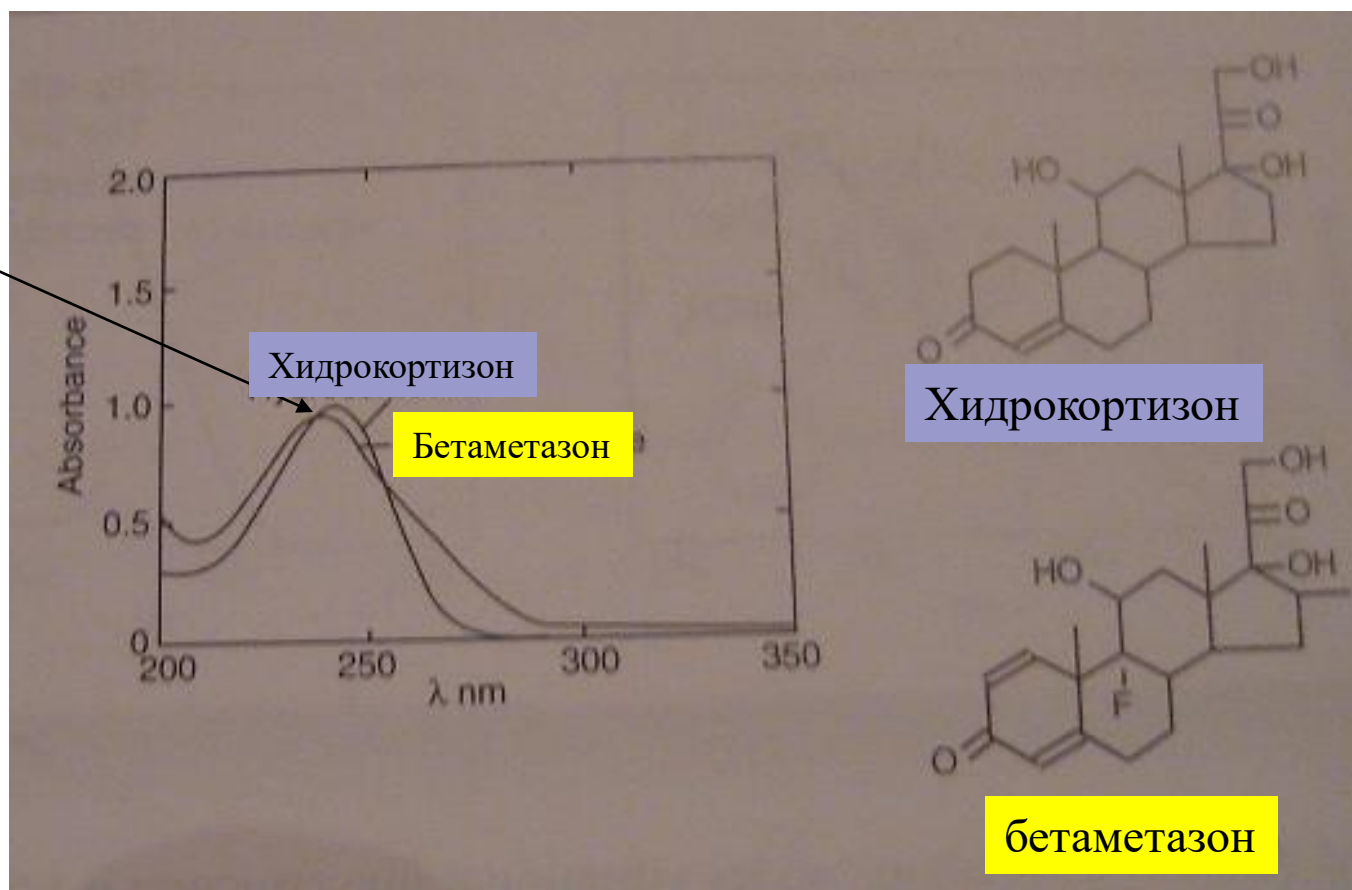 2.0
1.5
1.0
0.5
0
Absorbance
200
250
300
350
λ nm
Хидрокортизон
Бетаметазон
OH
O
HO
OH
O
Хидрокортизон
OH
O
HO
OH
F
O
бетаметазон